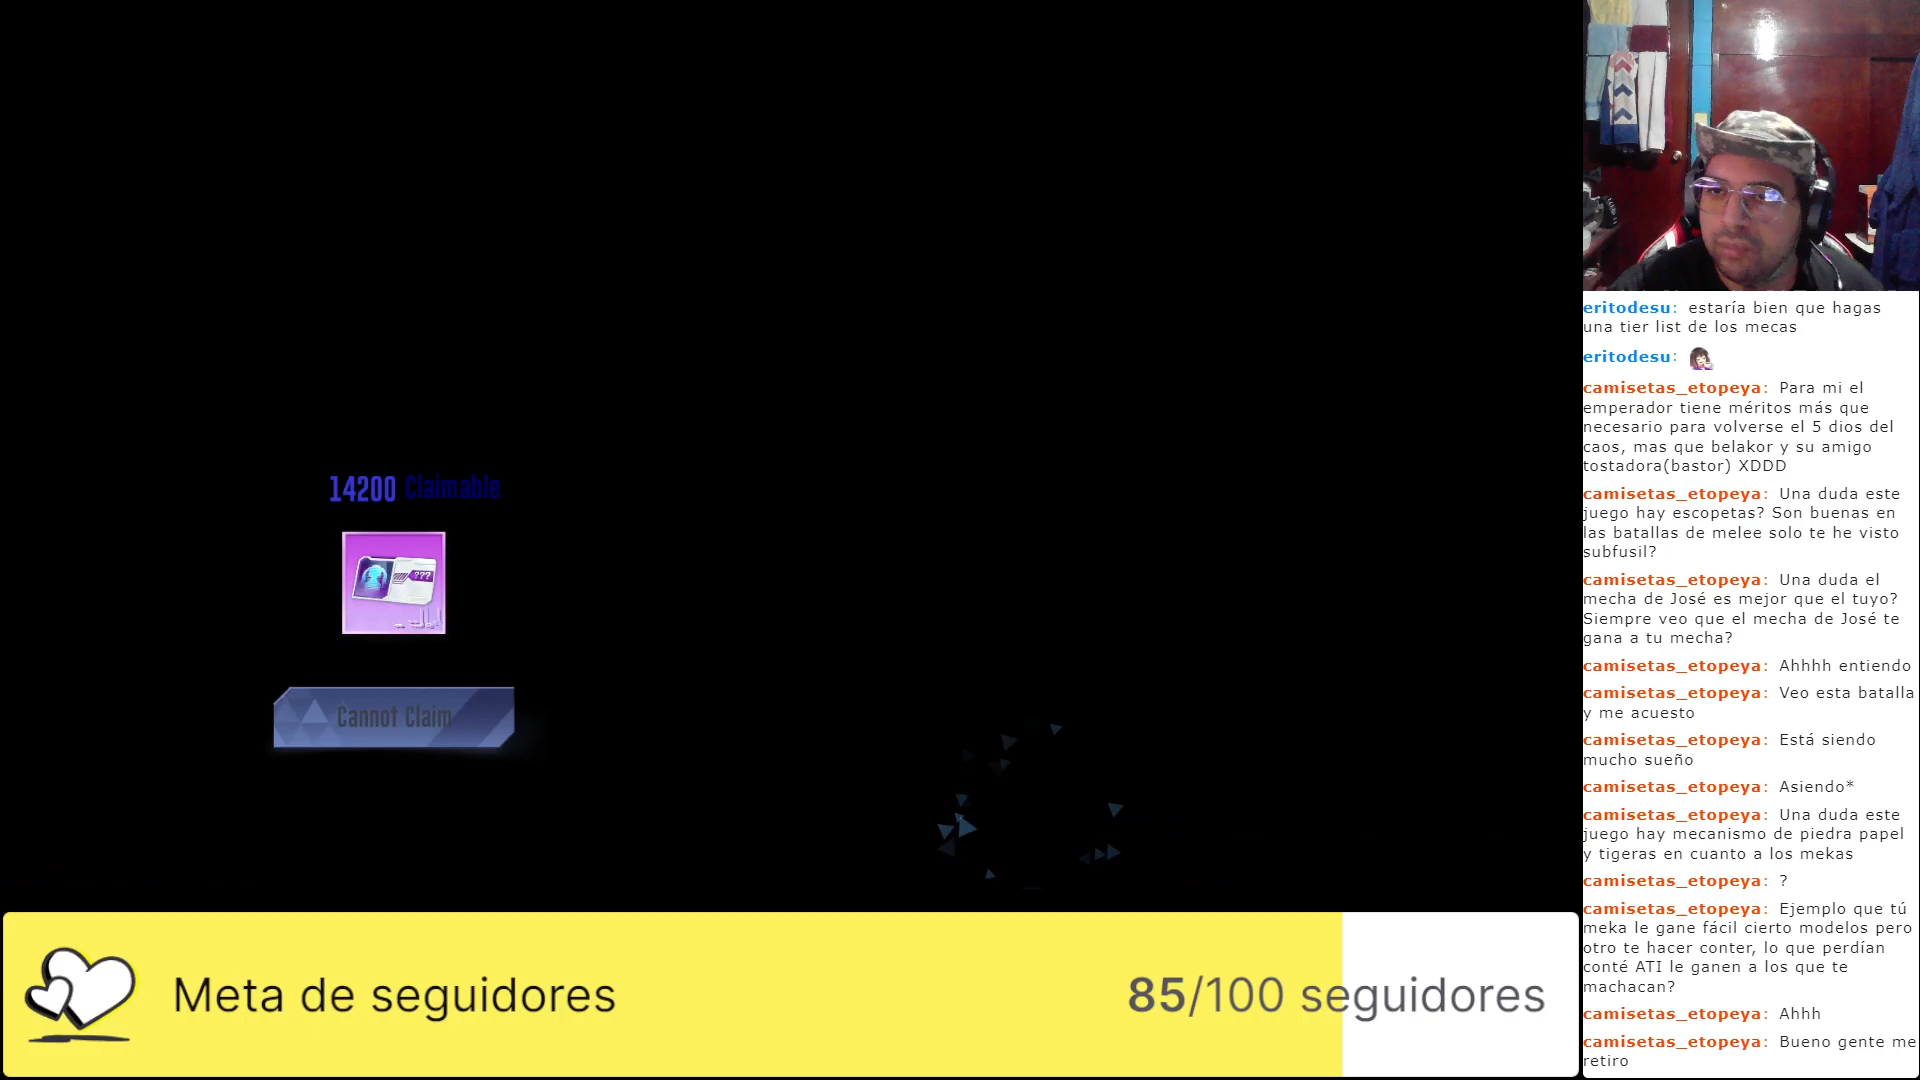 14200 Claimable
???
Cannot Claim
Meta de seguidores
85/100 seguidores
eritodesu: estaría bien que hagas
una tier list de los mecas
eritodesu:
camisetas_etopeya: Para mi el
emperador tiene méritos más que
necesario para volverse el 5 dios del
caos, mas que belakor y su amigo
tostadora(bastor) XDDD
camisetas_etopeya: Una duda este
juego hay escopetas? Son buenas en
las batallas de melee solo te he visto
subfusil?
camisetas_etopeya: Una duda el
mecha de José es mejor que el tuyo?
Siempre veo que el mecha de José te
gana a tu mecha?
camisetas_etopeya: Ahhhh entiendo
camisetas_etopeya: Veo esta batalla
y me acuesto
camisetas_etopeya: Está siendo
mucho sueño
camisetas_etopeya: Asiendo*
camisetas_etopeya: Una duda este
juego hay mecanismo de piedra papel
y tigeras en cuanto a los mekas
camisetas_etopeya: ?
camisetas_etopeya: Ejemplo que tú
meka le gane fácil cierto modelos pero
otro te hacer conter, lo que perdían
conté ATI le ganen a los que te
machacan?
camisetas_etopeya: Ahhh
camisetas_etopeya: Bueno gente me
retiro